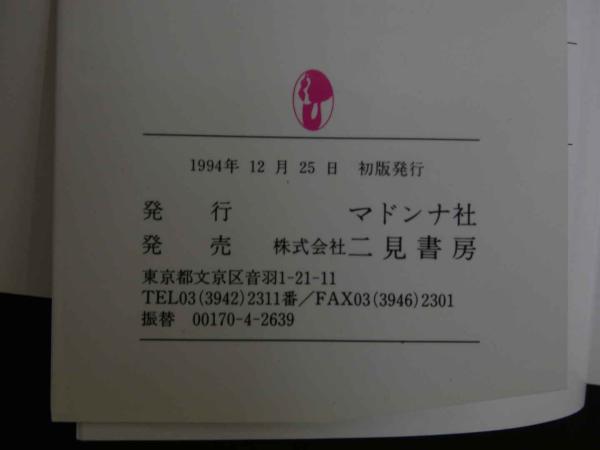 1994年 12 月 25 日　初版発行
発　行　マドンナ社
発　売　株式会社二見書房
東京都文京区音羽1-21-11
TEL03(3942)2311番／FAX03(3946)2301
振替　00170-4-2639